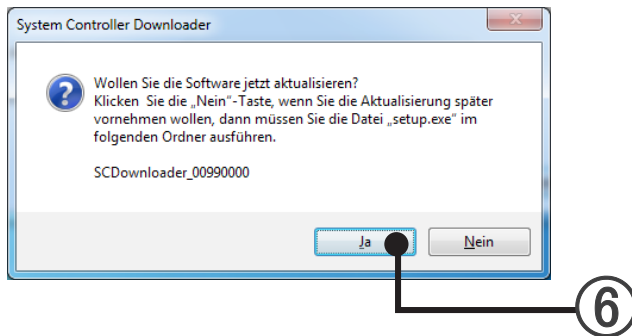 System Controller Downloader
Wollen Sie die Software jetzt aktualisieren?
Klicken Sie die „Nein“-Taste, wenn Sie die Aktualisierung später
vornehmen wollen, dann müssen Sie die Datei „setup.exe“ im
folgenden Ordner ausführen.
SCDownloader_00990000
Ja
Nein
⑥